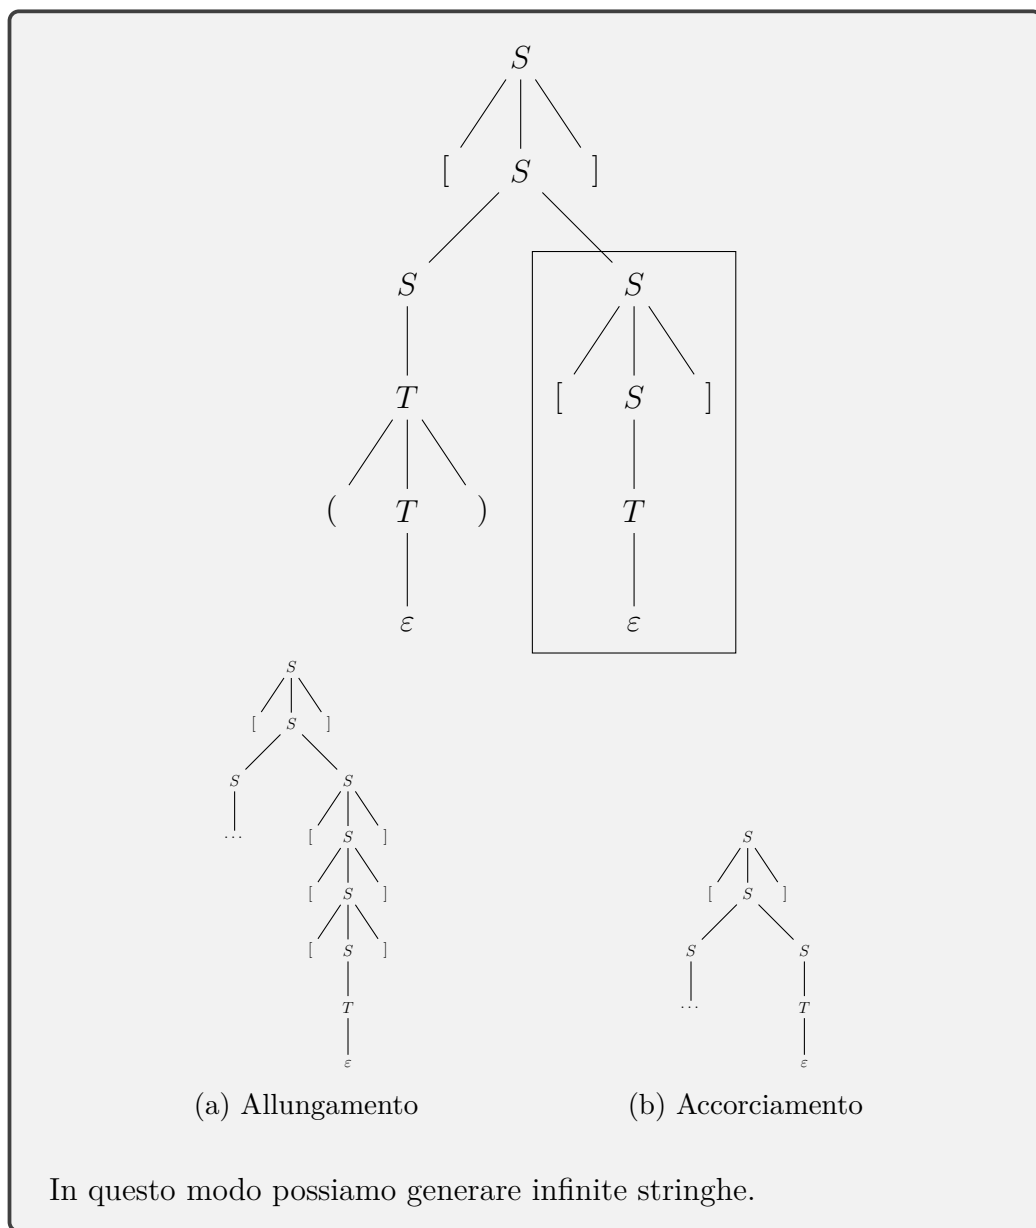 S
[ S ]
S S
T [ S ]
( T ) T
ε ε
S
[ S ]
S S
... [ S ] S
[ S ] [ S ]
[ S ] S S
T ... T
ε ε
(a) Allungamento (b) Accorciamento
In questo modo possiamo generare infinite stringhe.